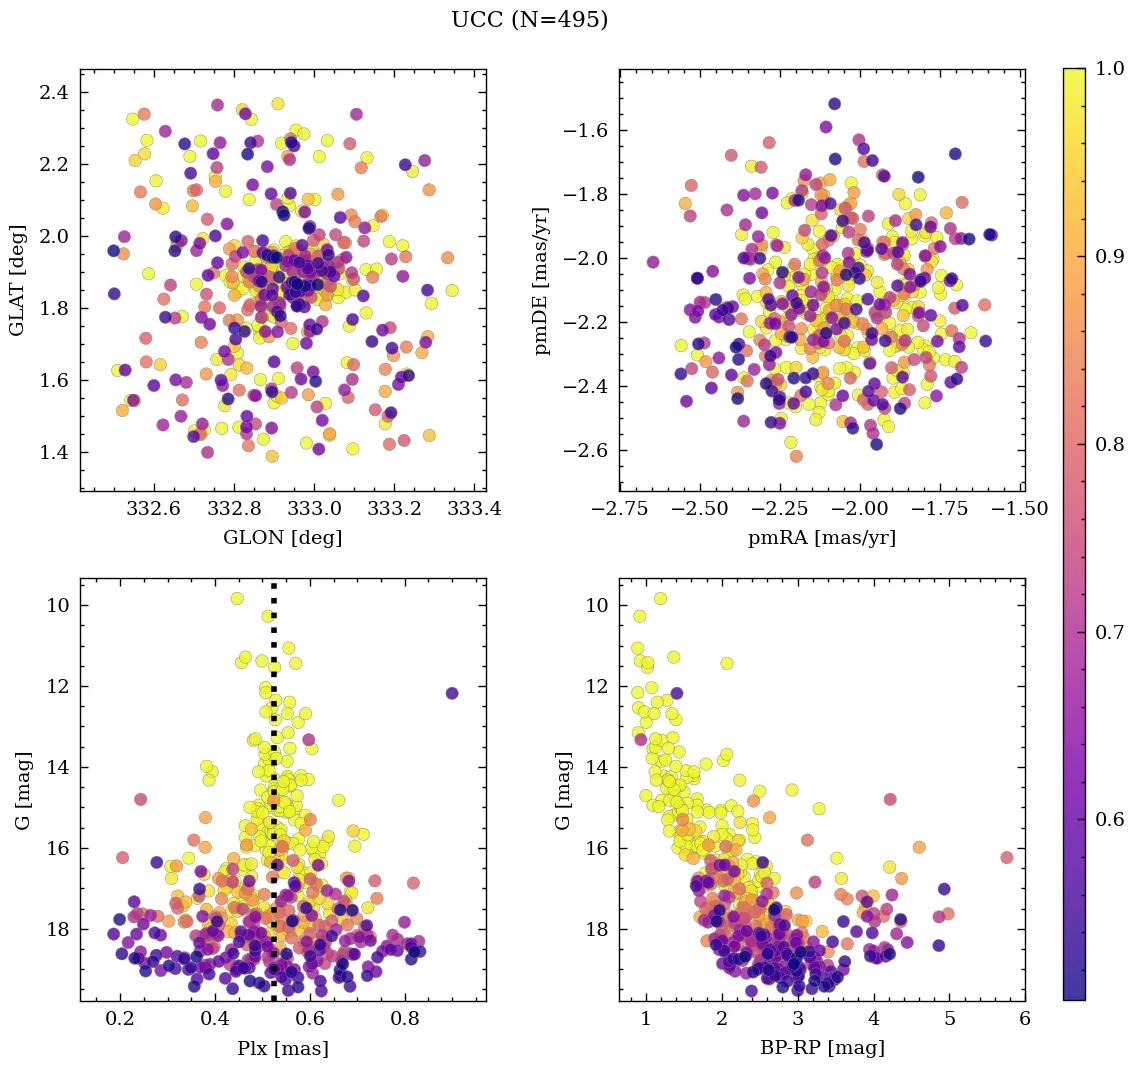 UCC (N=495)
2.4
2.2
2.0
1.8
1.6
1.4
GLAT [deg]
332.6 332.8 333.0 333.2 333.4
GLON [deg]
−1.6
−1.8
−2.0
−2.2
−2.4
−2.6
pmDE [mas/yr]
−2.75 −2.50 −2.25 −2.00 −1.75 −1.50
pmRA [mas/yr]
10
12
14
16
18
G [mag]
0.2 0.4 0.6 0.8
Plx [mas]
10
12
14
16
18
G [mag]
1 2 3 4 5 6
BP-RP [mag]
1.0
0.9
0.8
0.7
0.6